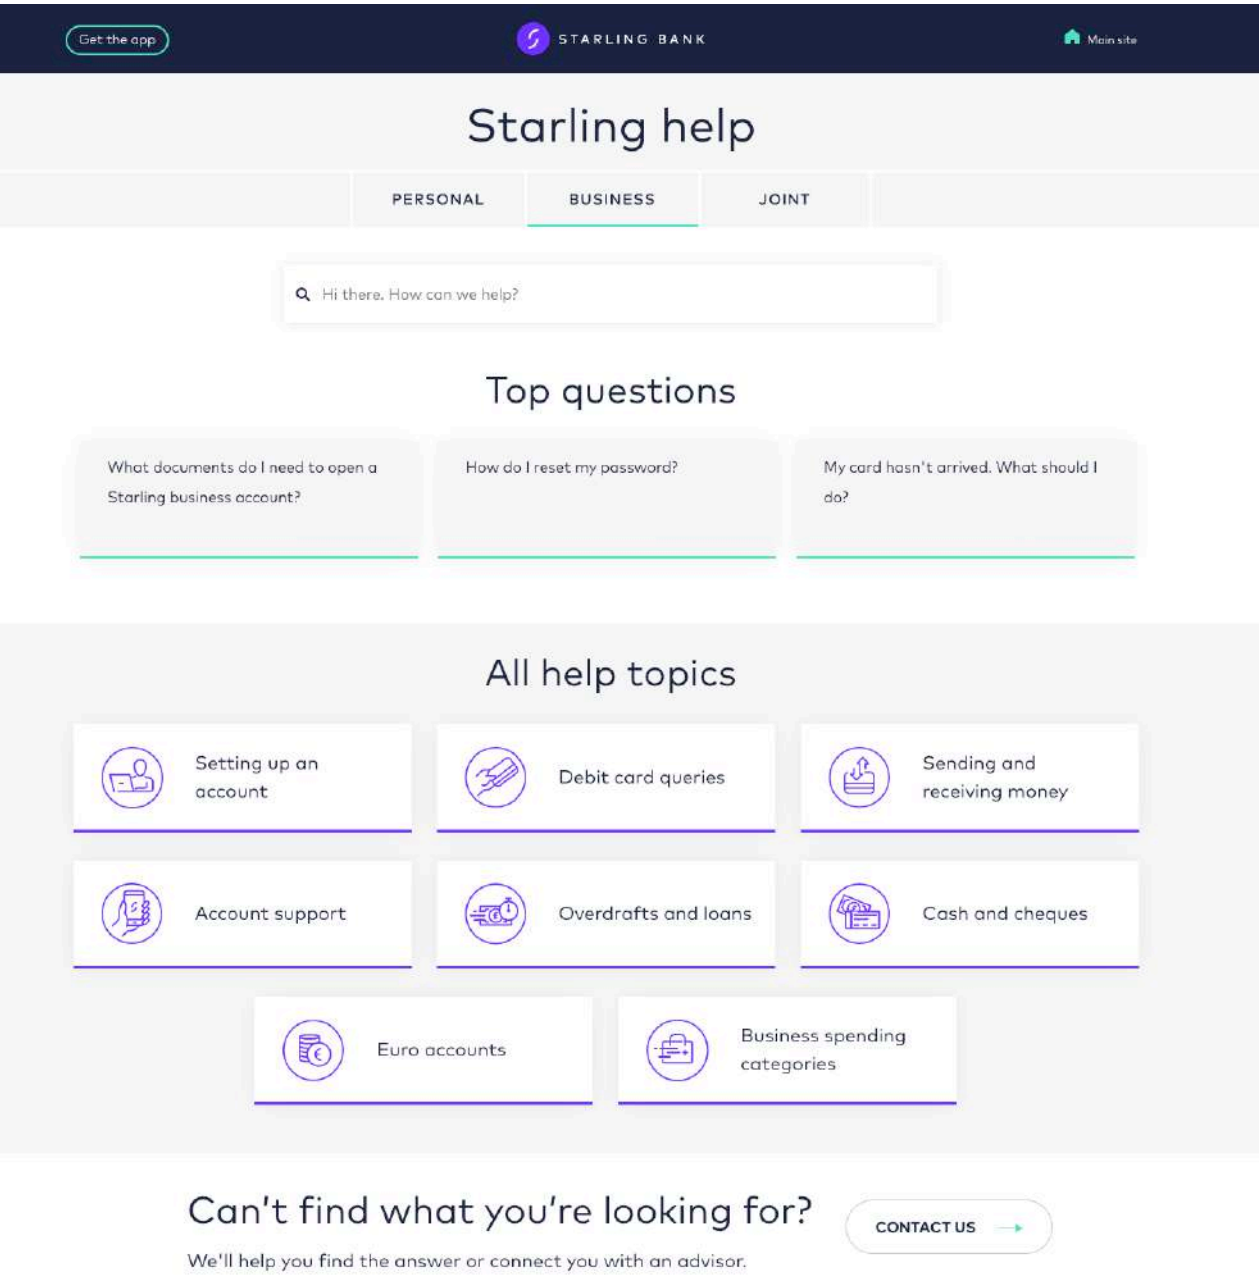 Get the app
STARLING BANK
Main site
Starling help
PERSONAL
BUSINESS
JOINT
Hi there. How can we help?
Top questions
What documents do I need to open a
Starling business account?
How do I reset my password?
My card hasn't arrived. What should I
do?
All help topics
Setting up an
account
Debit card queries
Sending and
receiving money
Account support
Overdrafts and loans
Cash and cheques
Euro accounts
Business spending
categories
Can't find what you're looking for?
We'll help you find the answer or connect you with an advisor.
CONTACT US